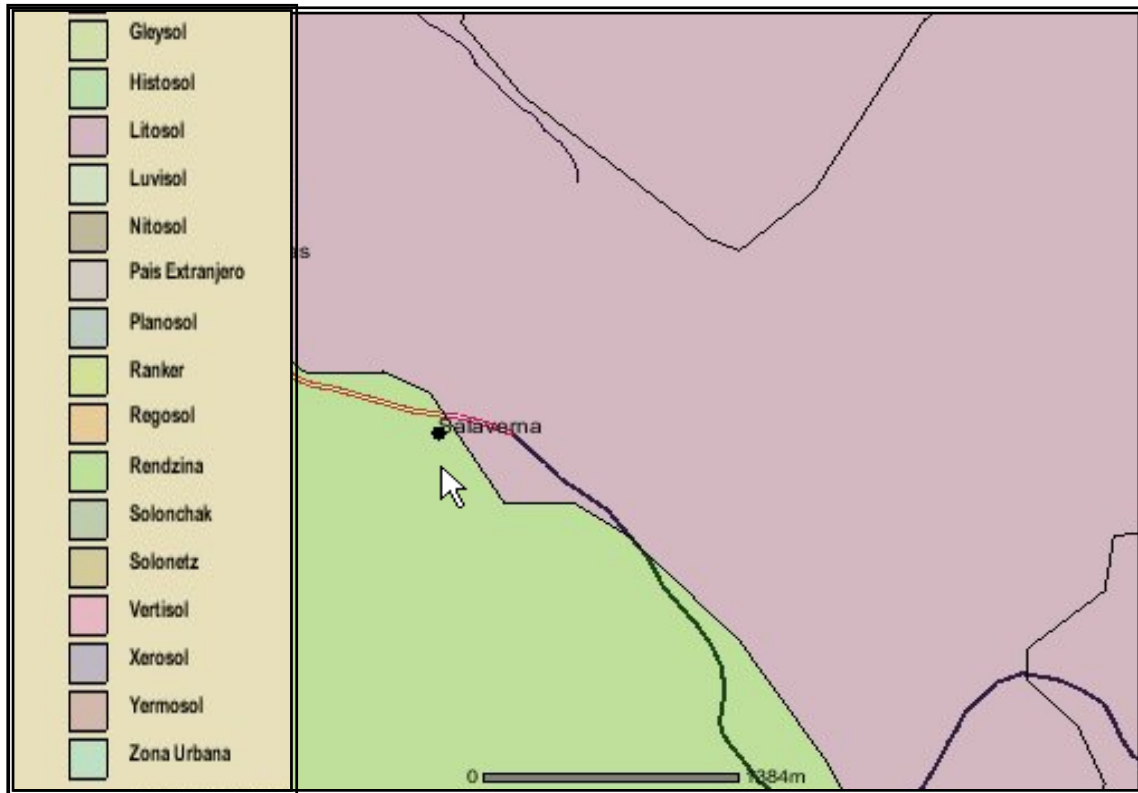 Gleysol
Histosol
Litosol
Luvisol
Nitosol
Pais Extranjero
Planosol
Ranker
Regosol
Rendzina
Solonchak
Solonetz
Vertisol
Xerosol
Yermosol
Zona Urbana
as
0 1384m